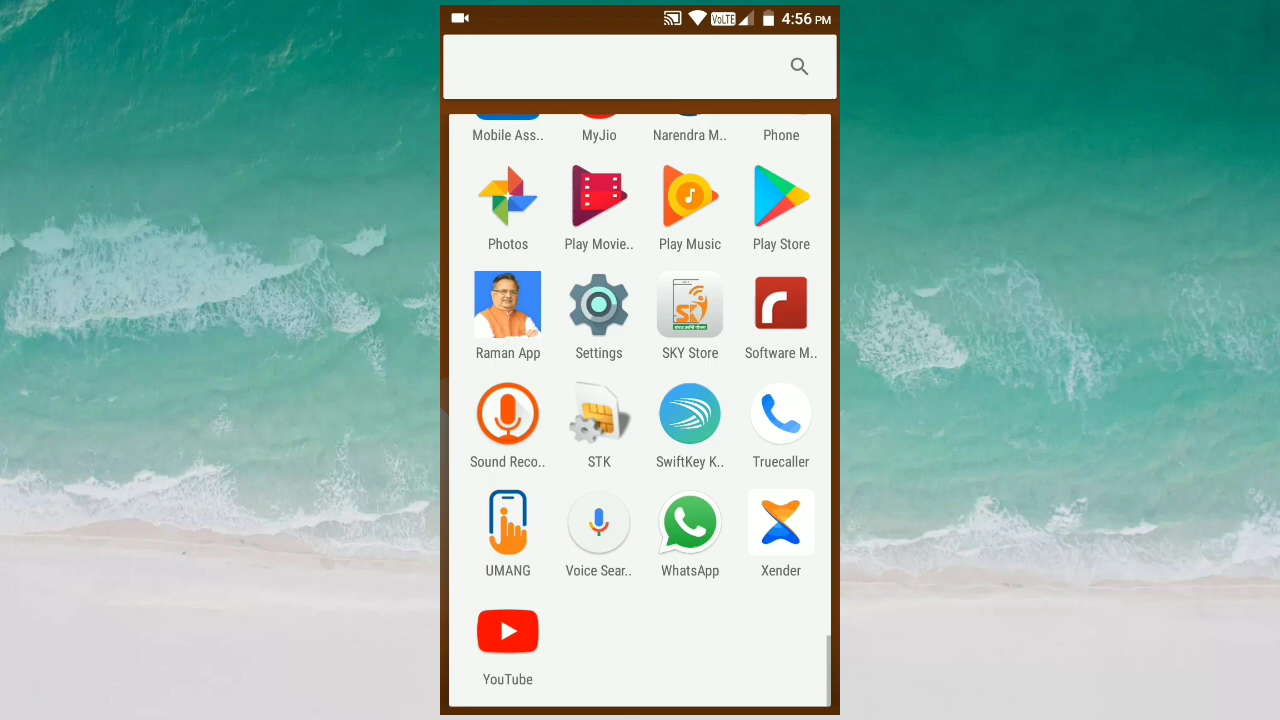 VoLTE 4:56 PM
Mobile Ass.. MyJio Narendra M.. Phone
Photos Play Movie.. Play Music Play Store
SKY
Raman App Settings SKY Store Software M..
Sound Reco.. STK SwiftKey K.. Truecaller
UMANG Voice Sear.. WhatsApp Xender
YouTube